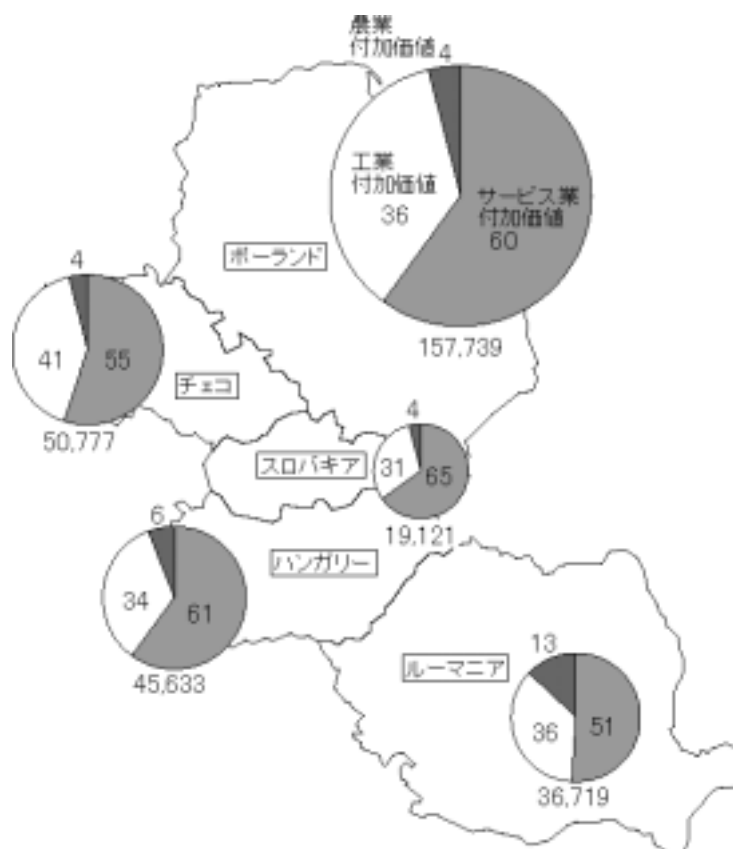 農業
付加価値 4
工業
付加価値
36
サービス業
付加価値
60
ポーランド
157,739
4
41
55
チェコ
50,777
4
31
65
スロバキア
19,121
6
34
61
ハンガリー
45,633
13
36
51
ルーマニア
36,719